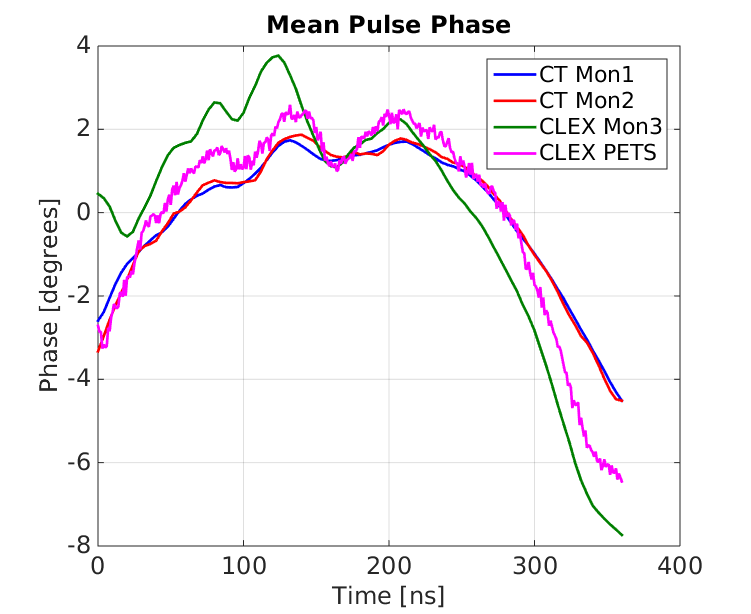 Mean Pulse Phase
4
2
0
-2
-4
-6
-8
Phase [degrees]
CT Mon1
CT Mon2
CLEX Mon3
CLEX PETS
0 100 200 300 400
Time [ns]